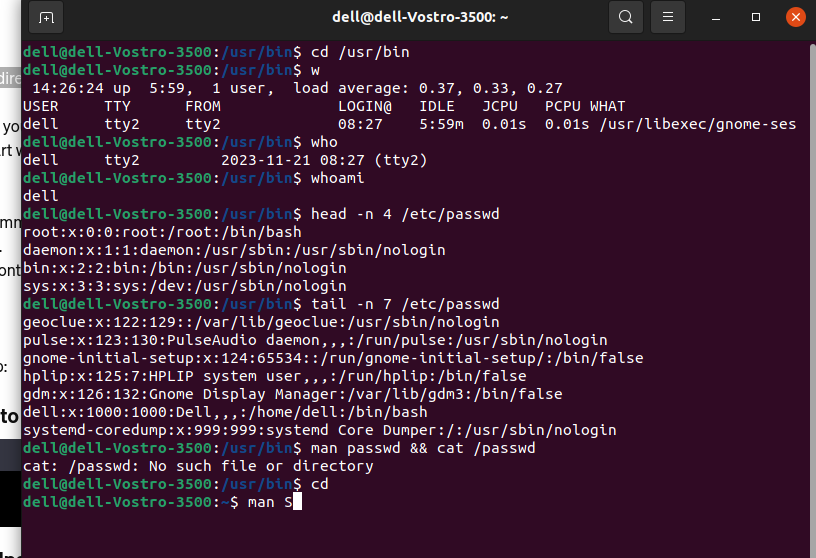 dell@dell-Vostro-3500: ~
dell@dell-Vostro-3500:/usr/bin$ cd /usr/bin
dell@dell-Vostro-3500:/usr/bin$ w
 14:26:24 up  5:59,  1 user,  load average: 0.37, 0.33, 0.27
USER     TTY      FROM             LOGIN@   IDLE   JCPU   PCPU WHAT
dell     tty2     tty2             08:27    5:59m  0.01s  0.01s /usr/libexec/gnome-ses
dell@dell-Vostro-3500:/usr/bin$ who
dell     tty2         2023-11-21 08:27 (tty2)
dell@dell-Vostro-3500:/usr/bin$ whoami
dell
dell@dell-Vostro-3500:/usr/bin$ head -n 4 /etc/passwd
root:x:0:0:root:/root:/bin/bash
daemon:x:1:1:daemon:/usr/sbin:/usr/sbin/nologin
bin:x:2:2:bin:/bin:/usr/sbin/nologin
sys:x:3:3:sys:/dev:/usr/sbin/nologin
dell@dell-Vostro-3500:/usr/bin$ tail -n 7 /etc/passwd
geoclue:x:122:129::/var/lib/geoclue:/usr/sbin/nologin
pulse:x:123:130:PulseAudio daemon,,,:/run/pulse:/usr/sbin/nologin
gnome-initial-setup:x:124:65534::/run/gnome-initial-setup/:/bin/false
hplip:x:125:7:HPLIP system user,,,:/run/hplip:/bin/false
gdm:x:126:132:Gnome Display Manager:/var/lib/gdm3:/bin/false
dell:x:1000:1000:Dell,,,:/home/dell:/bin/bash
systemd-coredump:x:999:999:systemd Core Dumper:/:/usr/sbin/nologin
dell@dell-Vostro-3500:/usr/bin$ man passwd && cat /passwd
cat: /passwd: No such file or directory
dell@dell-Vostro-3500:/usr/bin$ cd
dell@dell-Vostro-3500:~$ man S